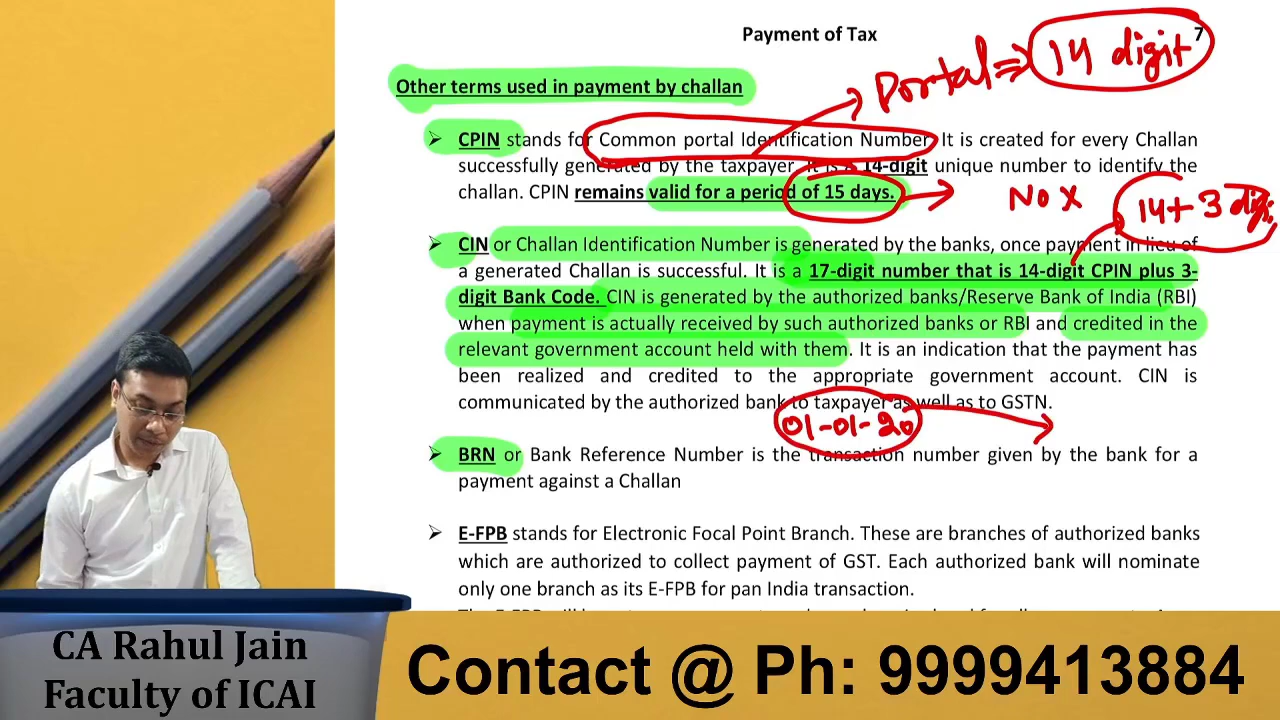 Payment of Tax
7
Portal ⇒ 14 digit
Other terms used in payment by challan
➢ CPIN stands for Common portal Identification Number. It is created for every Challan
successfully generated by the taxpayer. It is a 14-digit unique number to identify the
challan. CPIN remains valid for a period of 15 days.
No X
14+ 3 digi
➢ CIN or Challan Identification Number is generated by the banks, once payment in lieu of
a generated Challan is successful. It is a 17-digit number that is 14-digit CPIN plus 3-
digit Bank Code. CIN is generated by the authorized banks/Reserve Bank of India (RBI)
when payment is actually received by such authorized banks or RBI and credited in the
relevant government account held with them. It is an indication that the payment has
been realized and credited to the appropriate government account. CIN is
communicated by the authorized bank to taxpayer as well as to GSTN.
01-01-20
➢ BRN or Bank Reference Number is the transaction number given by the bank for a
payment against a Challan
➢ E-FPB stands for Electronic Focal Point Branch. These are branches of authorized banks
which are authorized to collect payment of GST. Each authorized bank will nominate
only one branch as its E-FPB for pan India transaction.
CA Rahul Jain
Faculty of ICAI
Contact @ Ph: 9999413884